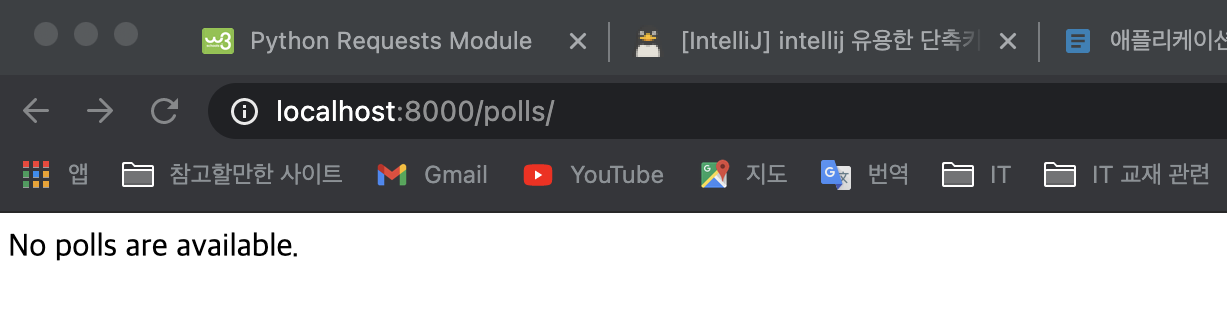 Python Requests Module
[IntelliJ] intellij 유용한 단축키
애플리케이션
localhost:8000/polls/
앱 참고할만한 사이트 Gmail YouTube 지도 번역 IT IT 교재 관련
No polls are available.